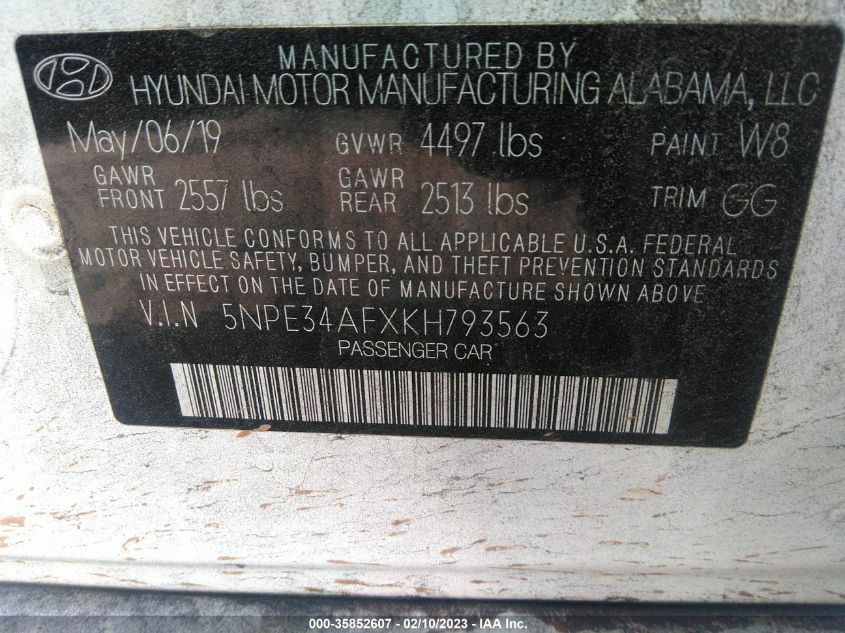 MANUFACTURED BY
HYUNDAI MOTOR MANUFACTURING ALABAMA, LLC
May/06/19 GVWR 4497 lbs PAINT W8
GAWR FRONT 2557 lbs GAWR REAR 2513 lbs TRIM GG
THIS VEHICLE CONFORMS TO ALL APPLICABLE U.S.A. FEDERAL
MOTOR VEHICLE SAFETY, BUMPER, AND THEFT PREVENTION STANDARDS
IN EFFECT ON THE DATE OF MANUFACTURE SHOWN ABOVE
V.I.N 5NPE34AFXKH793563
PASSENGER CAR
000-35852607 - 02/10/2023 - IAA Inc.